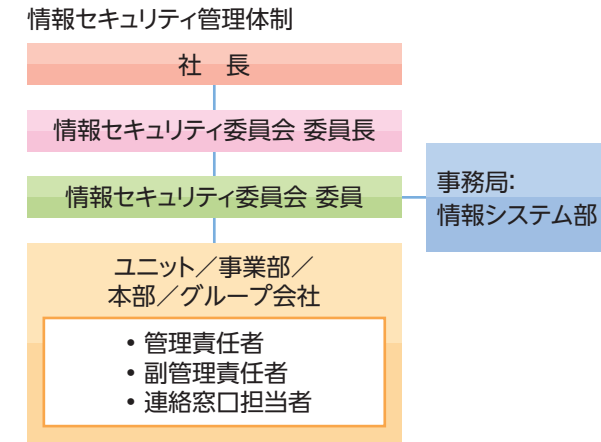 情報セキュリティ管理体制
社　長
情報セキュリティ委員会 委員長
情報セキュリティ委員会 委員
事務局:
情報システム部
ユニット／事業部／
本部／グループ会社
• 管理責任者
• 副管理責任者
• 連絡窓口担当者